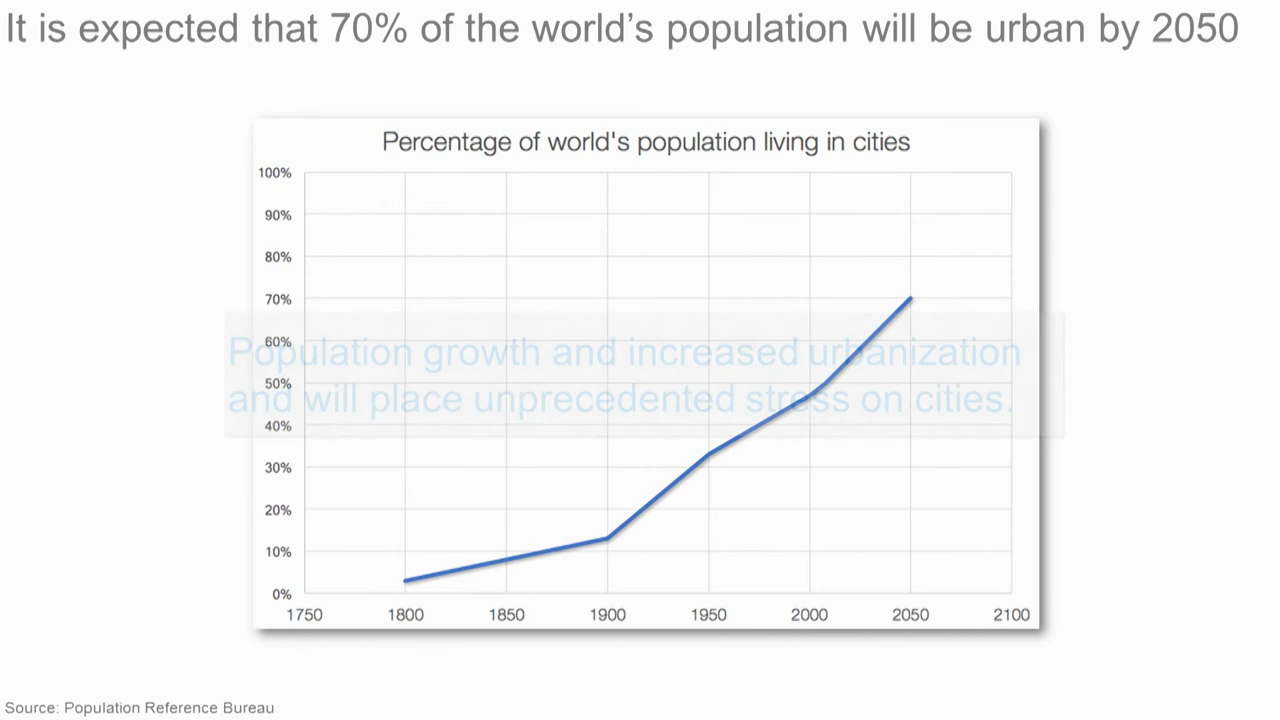 It is expected that 70% of the world’s population will be urban by 2050
Percentage of world's population living in cities
100%
90%
80%
70%
60%
50%
40%
30%
20%
10%
0%
Population growth and increased urbanization
and will place unprecedented stress on cities.
1750 1800 1850 1900 1950 2000 2050 2100
Source: Population Reference Bureau